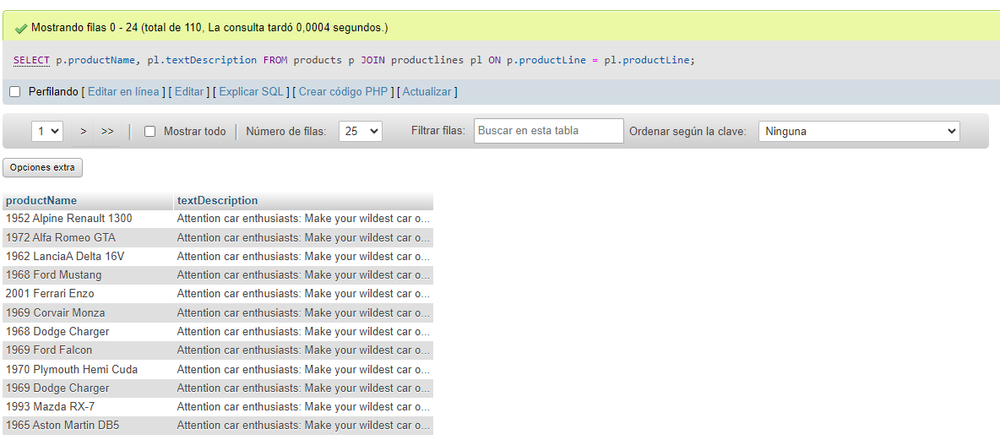 Mostrando filas 0 - 24 (total de 110, La consulta tardó 0,0004 segundos.)
SELECT p.productName, pl.textDescription FROM products p JOIN productlines pl ON p.productLine = pl.productLine;
Perfilando [ Editar en línea ] [ Editar ] [ Explicar SQL ] [ Crear código PHP ] [ Actualizar ]
1 > >> | Mostrar todo | Número de filas: 25 Filtrar filas: Buscar en esta tabla Ordenar según la clave: Ninguna
Opciones extra
productName textDescription
1952 Alpine Renault 1300 Attention car enthusiasts: Make your wildest car o...
1972 Alfa Romeo GTA Attention car enthusiasts: Make your wildest car o...
1962 LanciaA Delta 16V Attention car enthusiasts: Make your wildest car o...
1968 Ford Mustang Attention car enthusiasts: Make your wildest car o...
2001 Ferrari Enzo Attention car enthusiasts: Make your wildest car o...
1969 Corvair Monza Attention car enthusiasts: Make your wildest car o...
1968 Dodge Charger Attention car enthusiasts: Make your wildest car o...
1969 Ford Falcon Attention car enthusiasts: Make your wildest car o...
1970 Plymouth Hemi Cuda Attention car enthusiasts: Make your wildest car o...
1969 Dodge Charger Attention car enthusiasts: Make your wildest car o...
1993 Mazda RX-7 Attention car enthusiasts: Make your wildest car o...
1965 Aston Martin DB5 Attention car enthusiasts: Make your wildest car o...